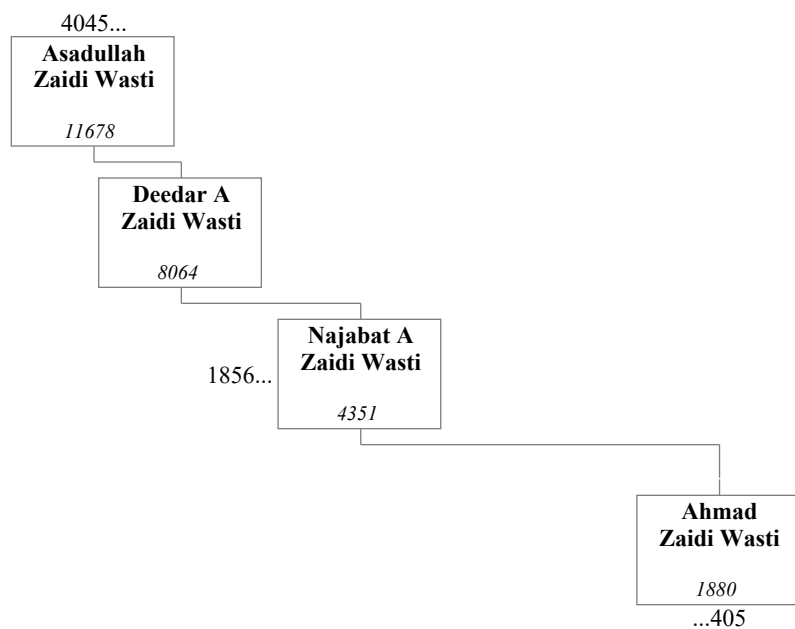 4045...
Asadullah
Zaidi Wasti
11678
Deedar A
Zaidi Wasti
8064
Najabat A
Zaidi Wasti
1856...
4351
Ahmad
Zaidi Wasti
1880
...405